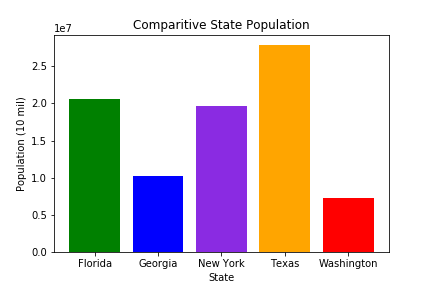 Comparitive State Population
1e7
Population (10 mil)
2.5
2.0
1.5
1.0
0.5
0.0
Florida Georgia New York Texas Washington
State